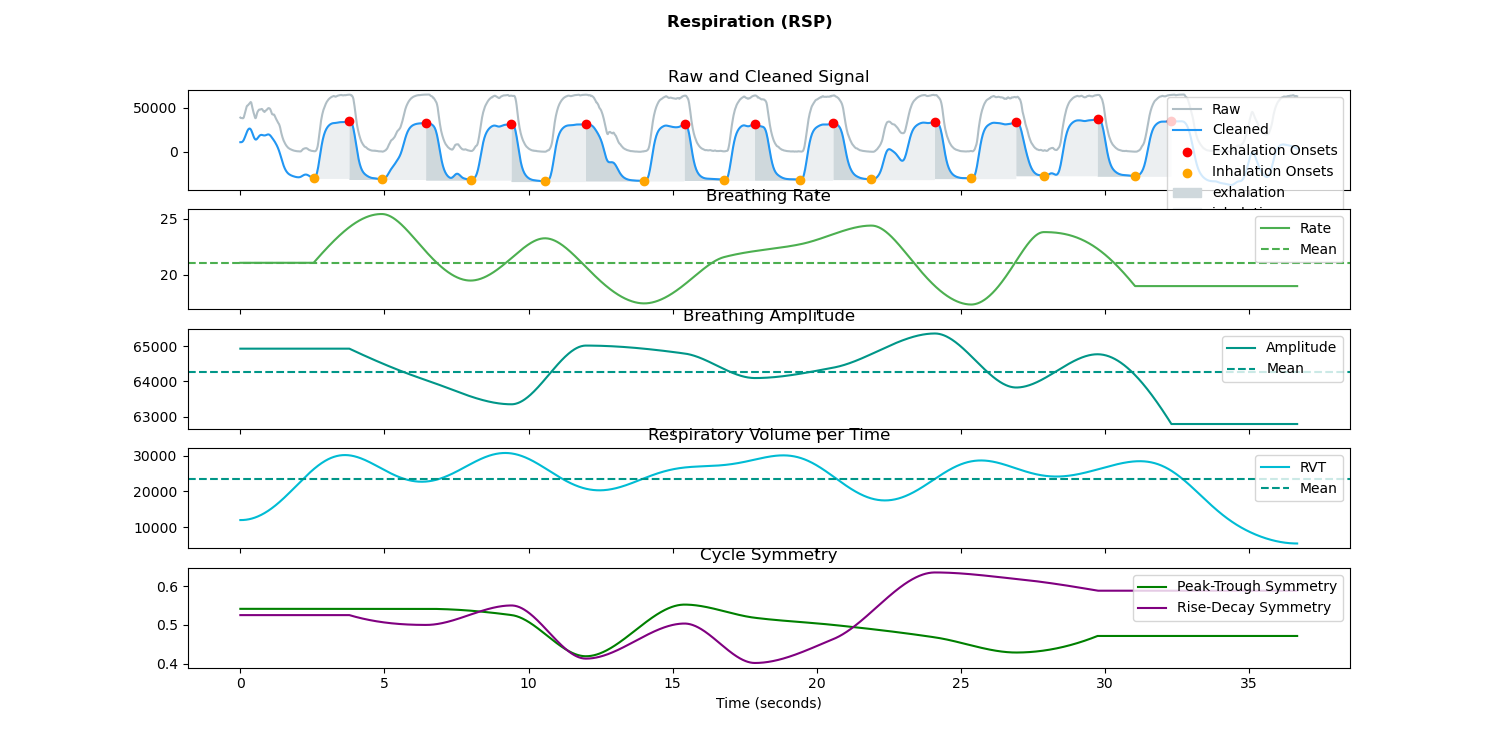 Respiration (RSP)
Raw and Cleaned Signal
50000
0
Raw
Cleaned
Exhalation Onsets
Inhalation Onsets
exhalation
Breathing Rate
25
20
Rate
Mean
Breathing Amplitude
65000
64000
63000
Amplitude
Mean
Respiratory Volume per Time
30000
20000
10000
RVT
Mean
Cycle Symmetry
0.6
0.5
0.4
Peak-Trough Symmetry
Rise-Decay Symmetry
0 5 10 15 20 25 30 35
Time (seconds)